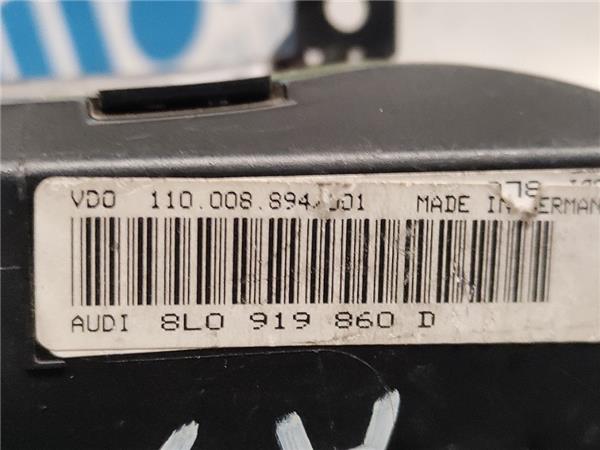 VDO 110.008.894/001 MADE IN GERMAN
AUDI 8L0 919 860 D